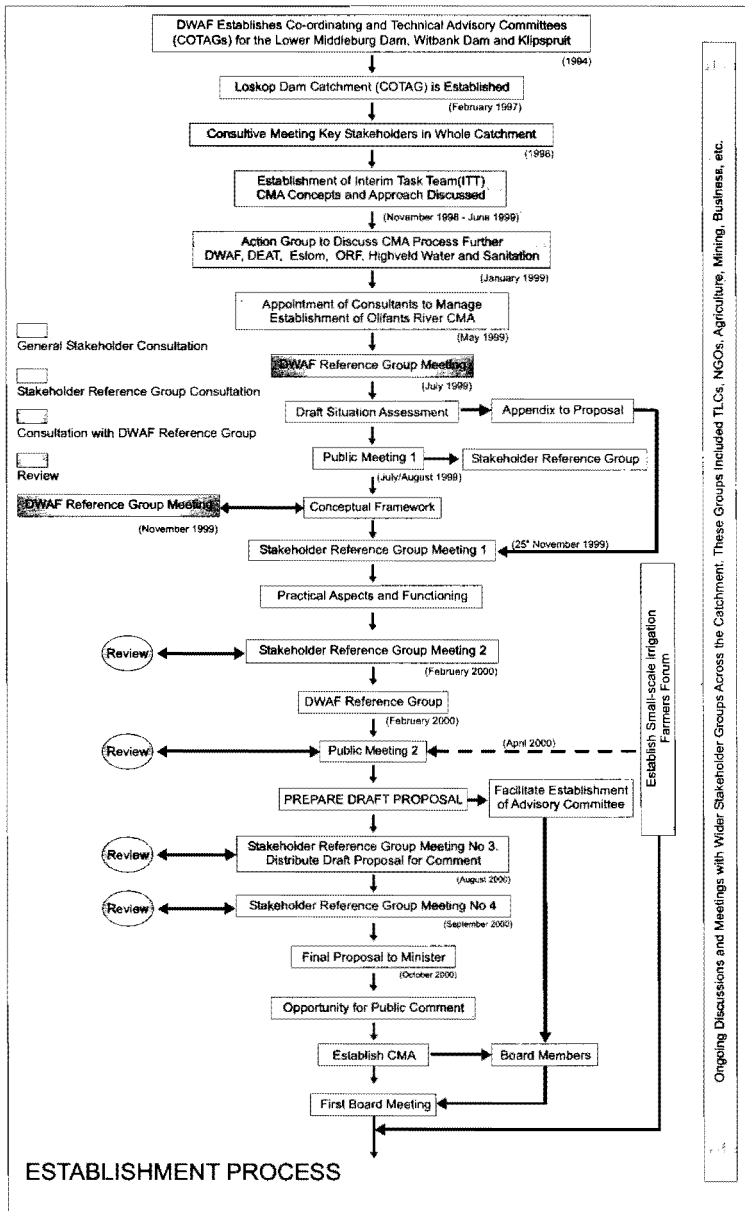 DWAF Establishes Co-ordinating and Technical Advisory Committees
(COTAGs) for the Lower Middleburg Dam, Witbank Dam and Klipspruit
(1994)
Loskop Dam Catchment (COTAG) is Established
(February 1997)
Consultive Meeting Key Stakeholders in Whole Catchment
(1998)
Establishment of Interim Task Team(ITT)
CMA Concepts and Approach Discussed
(November 1998 - June 1999)
Action Group to Discuss CMA Process Further
DWAF, DEAT, Eslom, ORF, Highveld Water and Sanitation
(January 1999)
Appointment of Consultants to Manage
Establishment of Olifants River CMA
(May 1999)
General Stakeholder Consultation
Stakeholder Reference Group Consultation
Consultation with DWAF Reference Group
Review
DWAF Reference Group Meeting
(July 1999)
Draft Situation Assessment
Appendix to Proposal
Public Meeting 1
Stakeholder Reference Group
(July/August 1999)
DWAF Reference Group Meeting
(November 1999)
Conceptual Framework
Stakeholder Reference Group Meeting 1
(25" November 1999)
Practical Aspects and Functioning
Review
Stakeholder Reference Group Meeting 2
(February 2000)
DWAF Reference Group
(February 2000)
Review
Public Meeting 2
(April 2000)
Establish Small-scale Irrigation
Farmers Forum
PREPARE DRAFT PROPOSAL
Facilitate Establishment
of Advisory Committee
Review
Stakeholder Reference Group Meeting No 3.
Distribute Draft Proposal for Comment
(August 2000)
Review
Stakeholder Reference Group Meeting No 4
(September 2000)
Final Proposal to Minister
(October 2000)
Opportunity for Public Comment
Establish CMA
Board Members
First Board Meeting
Ongoing Discussions and Meetings with Wider Stakeholder Groups Across the Catchment. These Groups Included TLCs, NGOs, Agriculture, Mining, Business, etc.
ESTABLISHMENT PROCESS